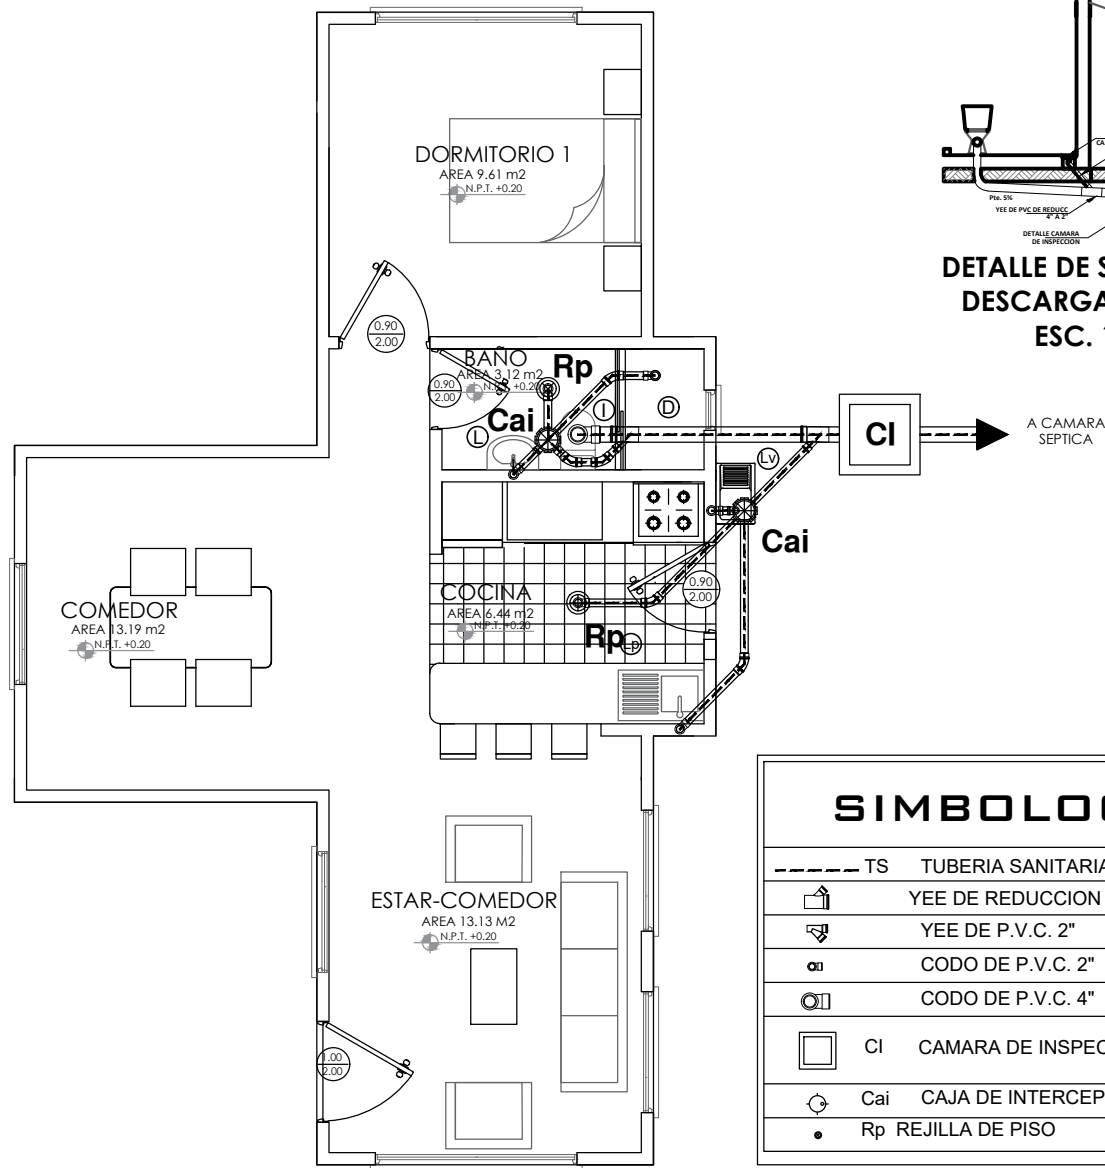 DORMITORIO 1
AREA 9.61 m2
N.P.T. +0.20
0.90
2.00
BAÑO
AREA 3.12 m2
N.P.T. +0.20
0.90
2.00
Rp
Cai
L
I
D
Lv
CI
A CAMARA
SEPTICA
Cai
COCINA
AREA 6.44 m2
N.P.T. +0.20
0.90
2.00
Rp
Lp
COMEDOR
AREA 13.19 m2
N.P.T. +0.20
ESTAR-COMEDOR
AREA 13.13 M2
N.P.T. +0.20
1.00
2.00
CA
Pte. 5%
YEE DE PVC DE REDUCC
4" A 2"
DETALLE CAMARA
DE INSPECCION
DETALLE DE S
DESCARGA
ESC. 1
SIMBOLO
TS TUBERIA SANITARIA
YEE DE REDUCCION
YEE DE P.V.C. 2"
CODO DE P.V.C. 2"
CODO DE P.V.C. 4"
CI CAMARA DE INSPEC
Cai CAJA DE INTERCEP
Rp REJILLA DE PISO